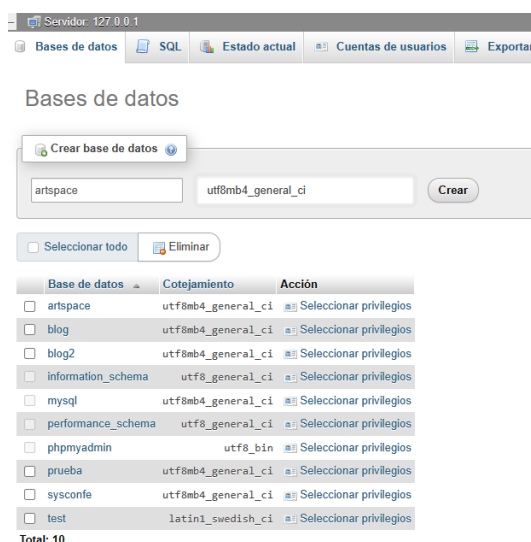 Servidor: 127.0.0.1
Bases de datos SQL Estado actual Cuentas de usuarios Exportar
Bases de datos
Crear base de datos
artspace utf8mb4_general_ci Crear
Seleccionar todo Eliminar
Base de datos Cotejamiento Acción
artspace utf8mb4_general_ci Seleccionar privilegios
blog utf8mb4_general_ci Seleccionar privilegios
blog2 utf8mb4_general_ci Seleccionar privilegios
information_schema utf8_general_ci Seleccionar privilegios
mysql utf8mb4_general_ci Seleccionar privilegios
performance_schema utf8_general_ci Seleccionar privilegios
phpmyadmin utf8_bin Seleccionar privilegios
prueba utf8mb4_general_ci Seleccionar privilegios
sysconfe utf8mb4_general_ci Seleccionar privilegios
test latin1_swedish_ci Seleccionar privilegios
Total: 10